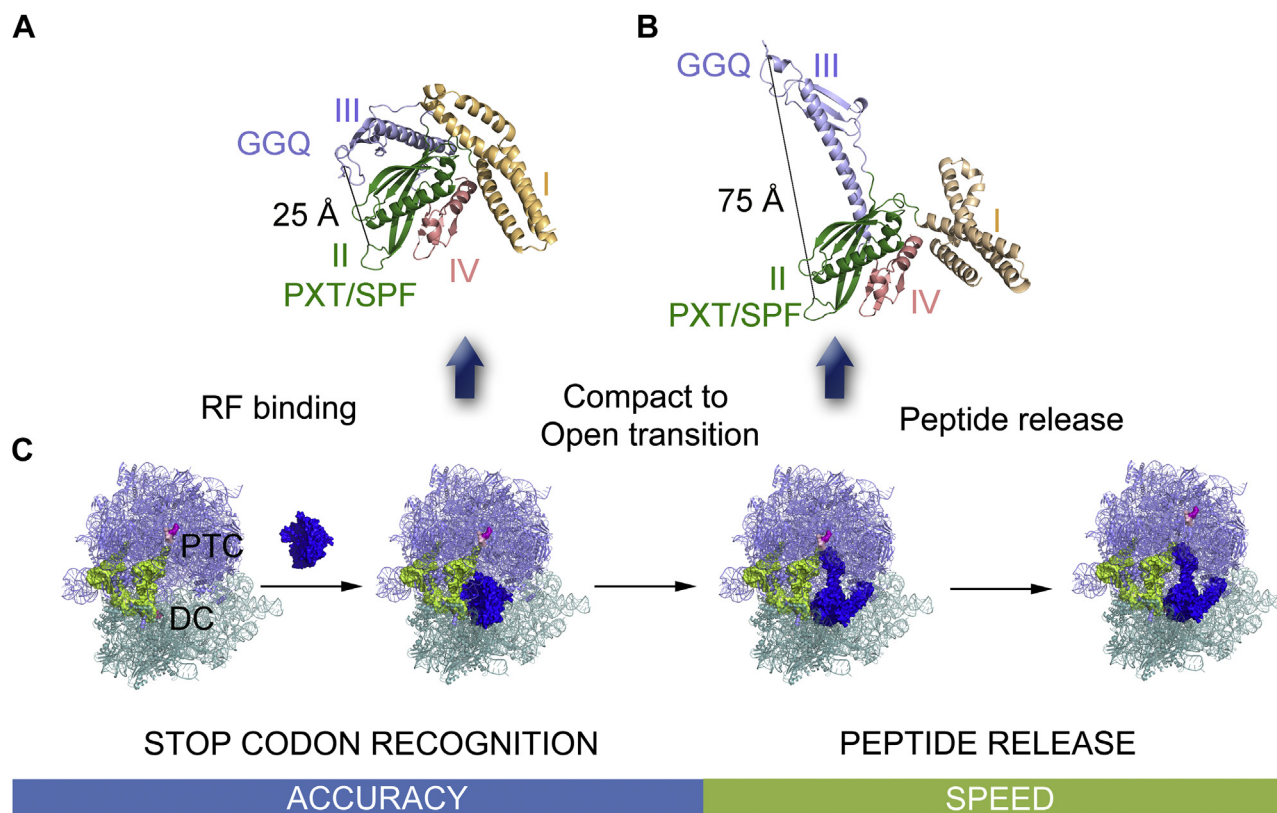 A
B
GGQ
III
III
GGQ
I
25 Å
75 Å
I
II
IV
II
IV
PXT/SPF
PXT/SPF
RF binding
Compact to
Open transition
Peptide release
C
PTC
DC
STOP CODON RECOGNITION
PEPTIDE RELEASE
ACCURACY
SPEED